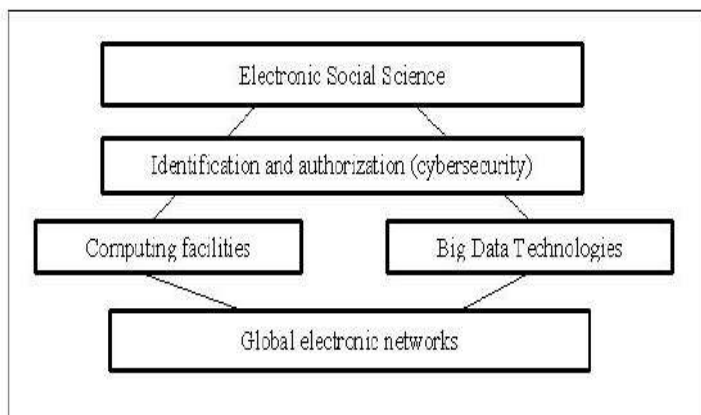 Electronic Social Science
Identification and authorization (cybersecurity)
Computing facilities
Big Data Technologies
Global electronic networks